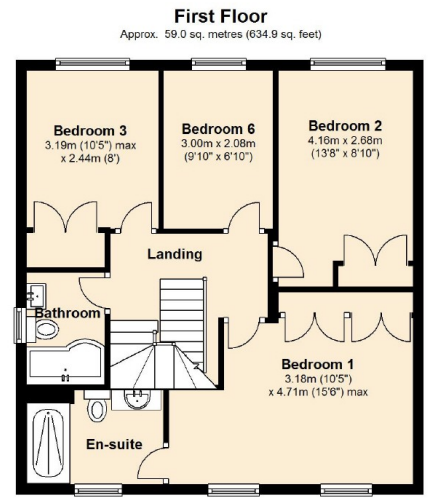 First Floor
Approx. 59.0 sq. metres (634.9 sq. feet)
Bedroom 3
3.19m (10'5") max
x 2.44m (8')
Bedroom 6
3.00m x 2.08m
(9'10" x 6'10")
Bedroom 2
4.16m x 2.68m
(13'8" x 8'10")
Landing
Bathroom
Bedroom 1
3.18m (10'5")
x 4.71m (15'6") max
En-suite